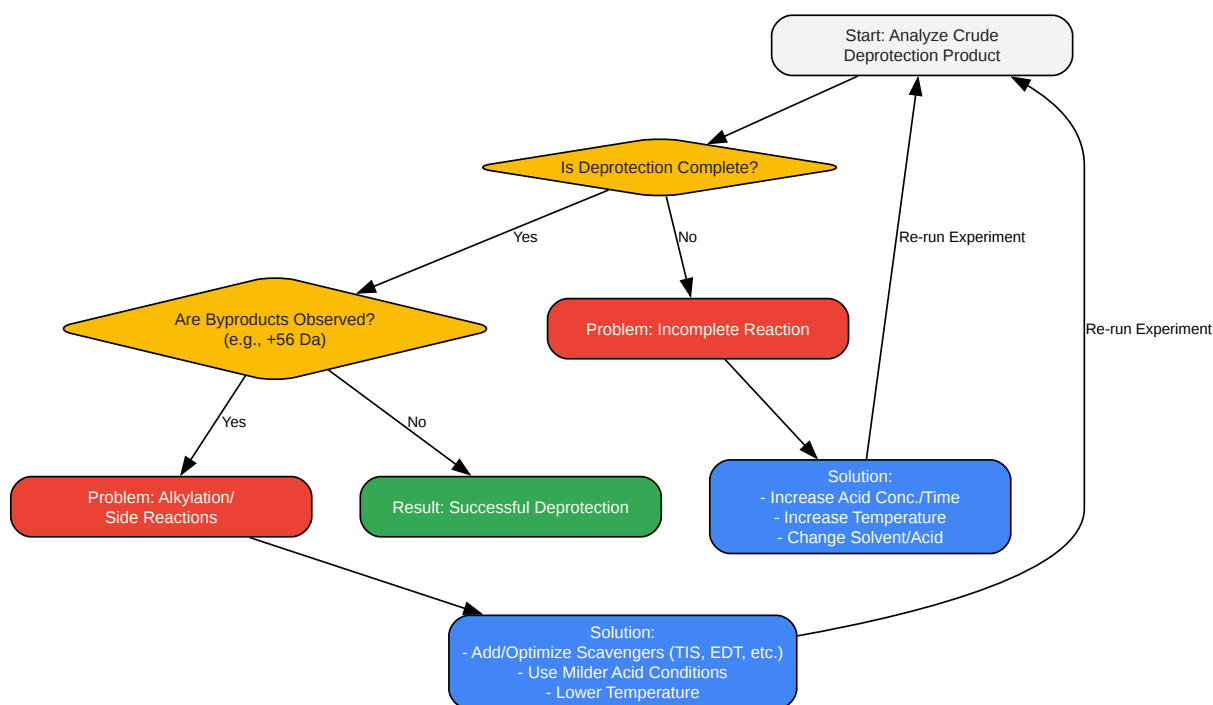 Start: Analyze Crude
Deprotection Product
Is Deprotection Complete?
Yes
No
Re-run Experiment
Are Byproducts Observed?
(e.g., +56 Da)
Problem: Incomplete Reaction
Re-run Experiment
Yes
No
Problem: Alkylation/
Side Reactions
Result: Successful Deprotection
Solution:
- Increase Acid Conc./Time
- Increase Temperature
- Change Solvent/Acid
Solution:
- Add/Optimize Scavengers (TIS, EDT, etc.)
- Use Milder Acid Conditions
- Lower Temperature